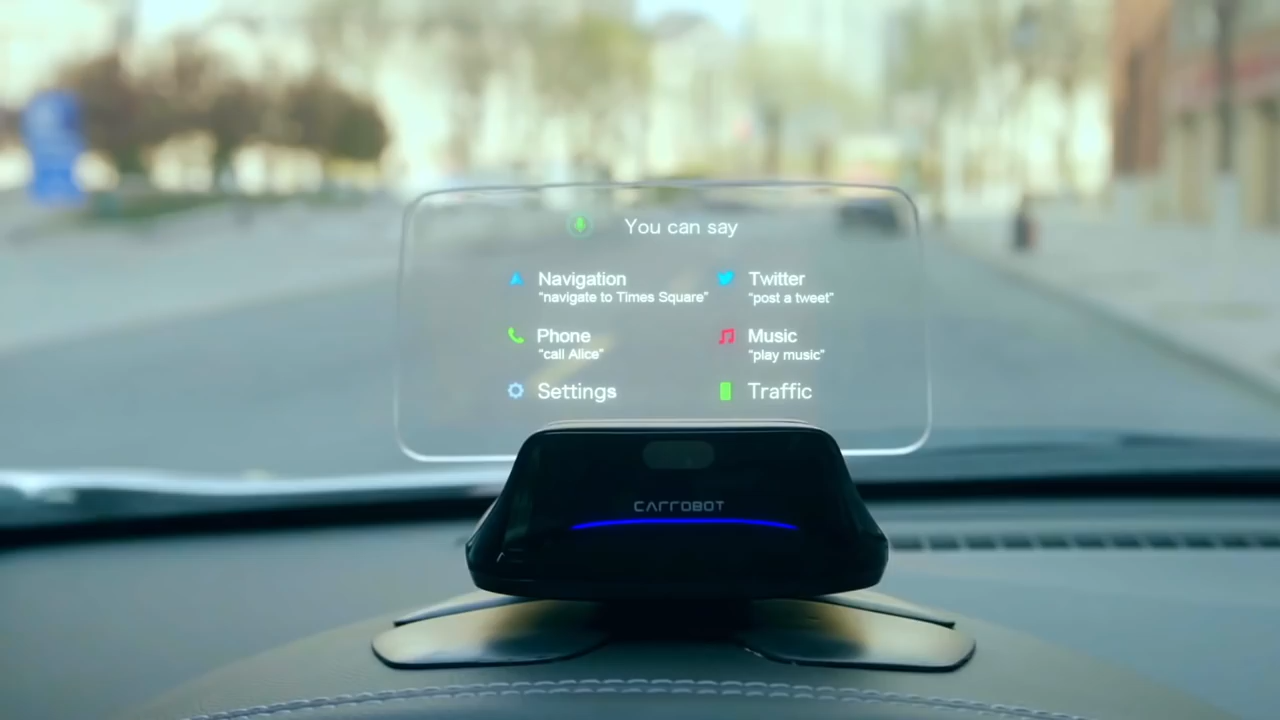 You can say
Navigation
“navigate to Times Square”
Twitter
“post a tweet”
Phone
“call Alice”
Music
“play music”
Settings
Traffic
CARROBOT